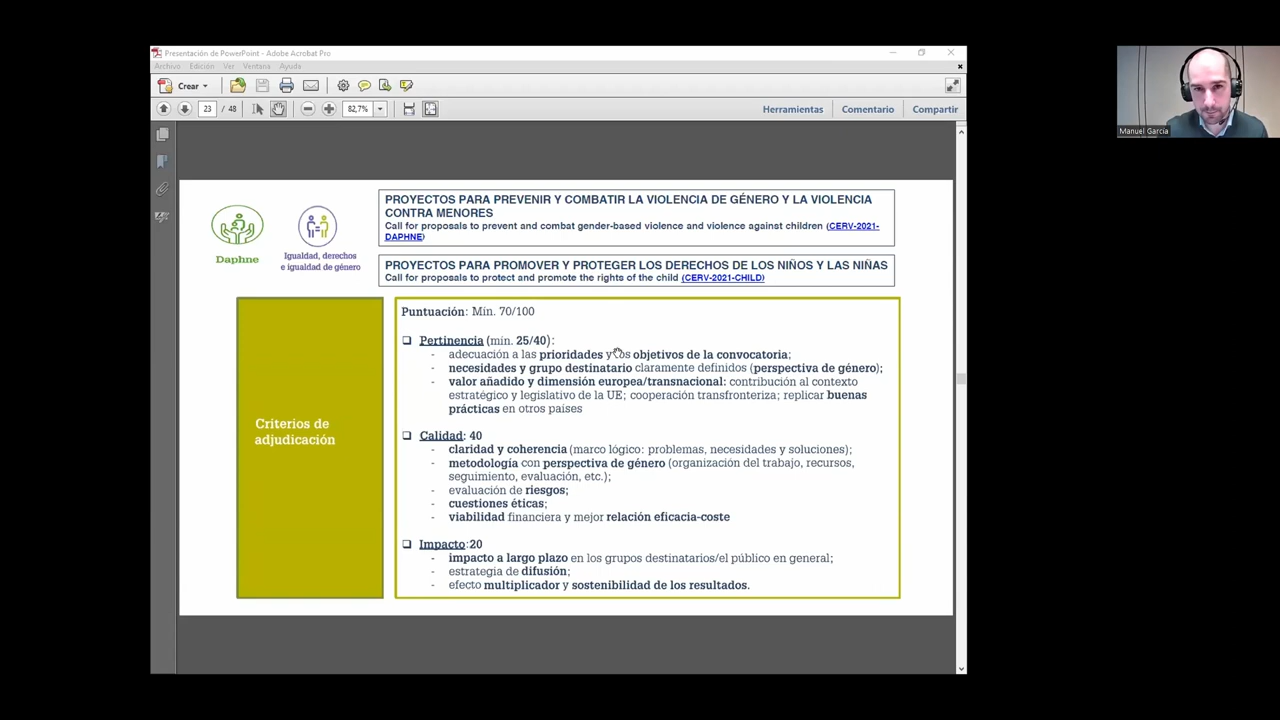 Presentación de PowerPoint - Adobe Acrobat Pro
Archivo Edición Ver Ventana Ayuda
Crear
23 / 48
82,7%
Herramientas
Comentario
Compartir
Manuel García
Daphne
Igualdad, derechos
e igualdad de género
PROYECTOS PARA PREVENIR Y COMBATIR LA VIOLENCIA DE GÉNERO Y LA VIOLENCIA
CONTRA MENORES
Call for proposals to prevent and combat gender-based violence and violence against children (CERV-2021-
DAPHNE)
PROYECTOS PARA PROMOVER Y PROTEGER LOS DERECHOS DE LOS NIÑOS Y LAS NIÑAS
Call for proposals to protect and promote the rights of the child (CERV-2021-CHILD)
Criterios de
adjudicación
Puntuación: Mín. 70/100
❑ Pertinencia (mín. 25/40):
- adecuación a las prioridades y los objetivos de la convocatoria;
- necesidades y grupo destinatario claramente definidos (perspectiva de género);
- valor añadido y dimensión europea/transnacional: contribución al contexto
estratégico y legislativo de la UE; cooperación transfronteriza; replicar buenas
prácticas en otros países
❑ Calidad: 40
- claridad y coherencia (marco lógico: problemas, necesidades y soluciones);
- metodología con perspectiva de género (organización del trabajo, recursos,
seguimiento, evaluación, etc.);
- evaluación de riesgos;
- cuestiones éticas;
- viabilidad financiera y mejor relación eficacia-coste
❑ Impacto:20
- impacto a largo plazo en los grupos destinatarios/el público en general;
- estrategia de difusión;
- efecto multiplicador y sostenibilidad de los resultados.